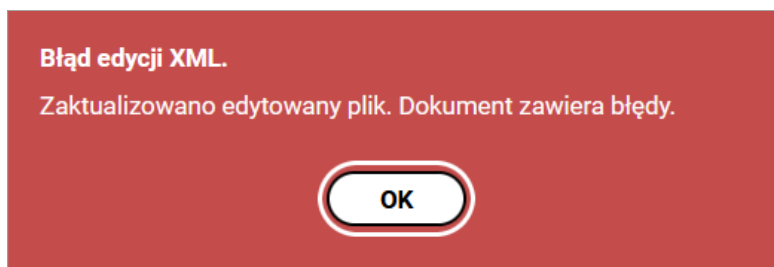 Błąd edycji XML.
Zaktualizowano edytowany plik. Dokument zawiera błędy.
OK